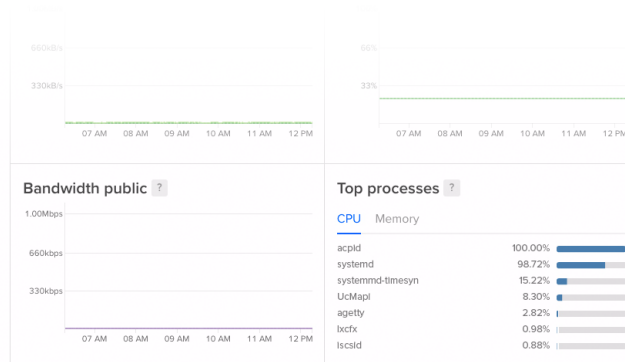 660kB/s
330kB/s
07 AM 08 AM 09 AM 10 AM 11 AM 12 PM
66%
33%
07 AM 08 AM 09 AM 10 AM 11 AM 12 PM
Bandwidth public ?
1.00Mbps
660kbps
330kbps
07 AM 08 AM 09 AM 10 AM 11 AM 12 PM
Top processes ?
CPU Memory
acpid 100.00%
systemd 98.72%
systemmd-timesyn 15.22%
UcMapl 8.30%
agetty 2.82%
lxcfx 0.98%
lscsld 0.88%